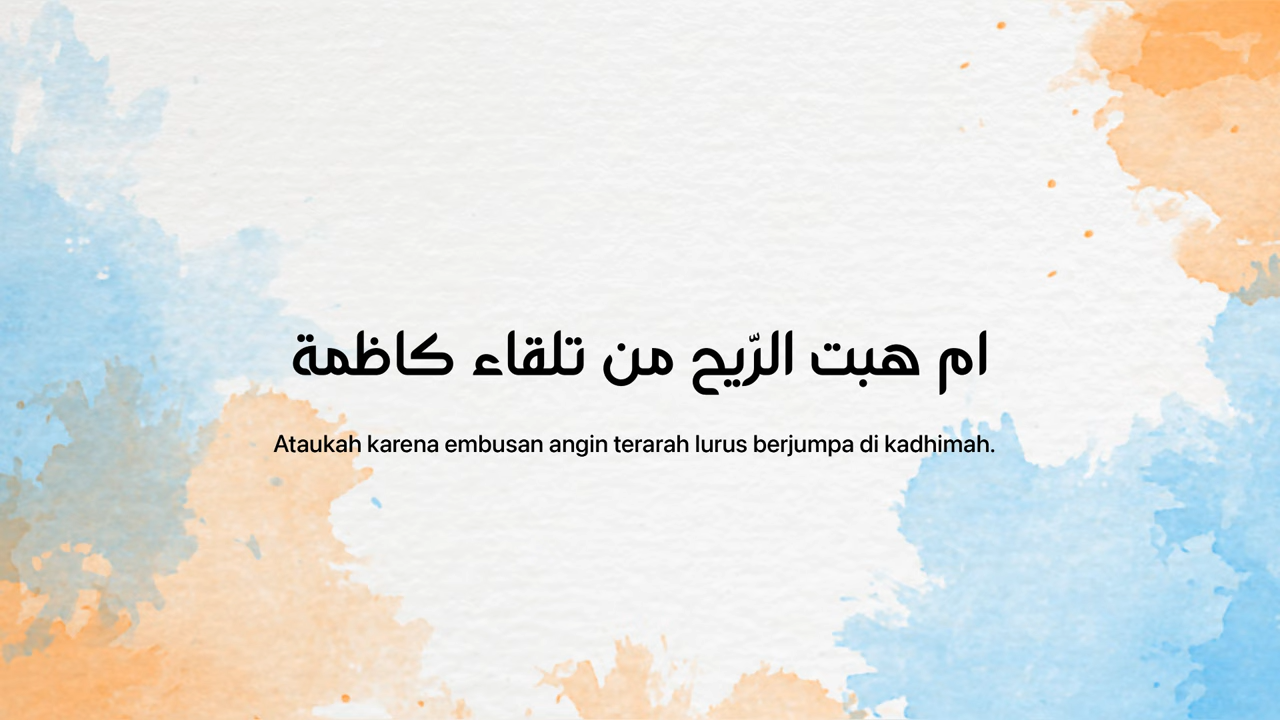 ام هبت الرّيح من تلقاء كاظمة
Ataukah karena embusan angin terarah lurus berjumpa di kadhimah.